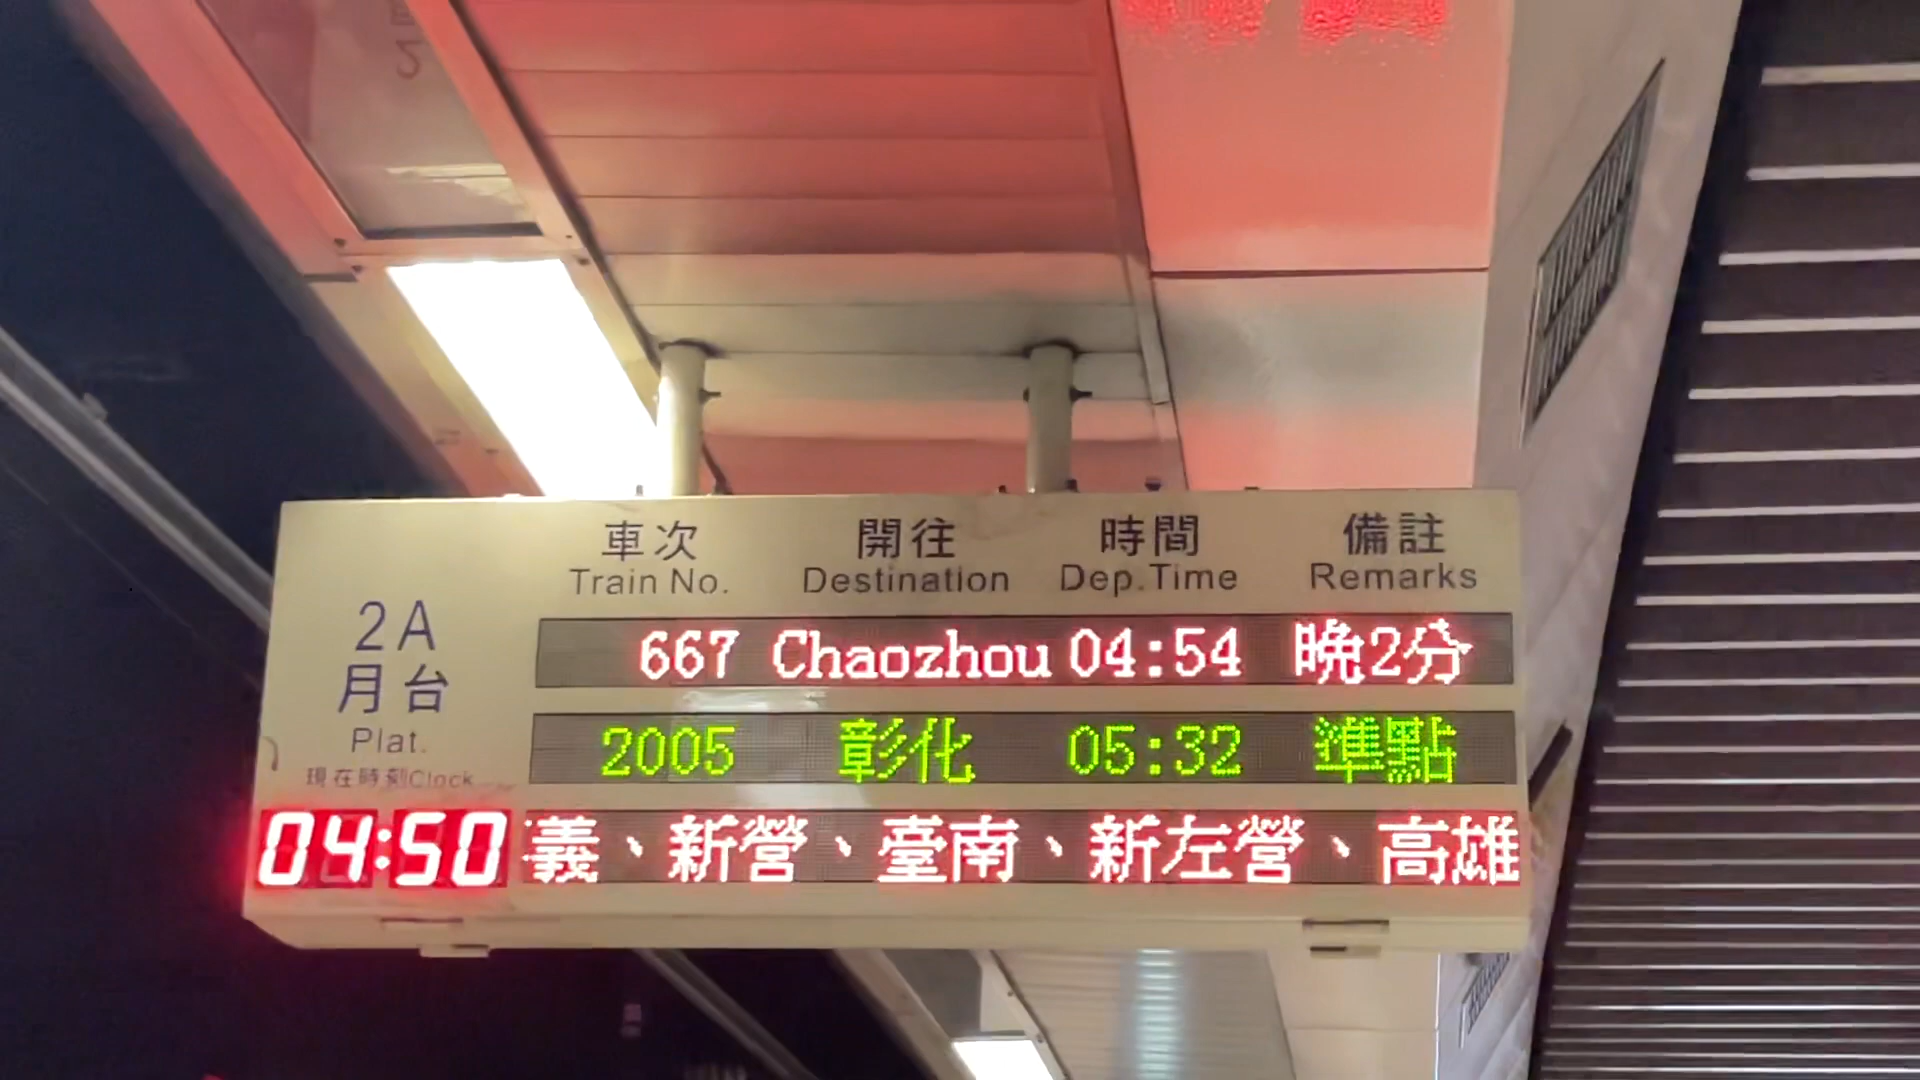 車次 開往 時間 備註
Train No. Destination Dep.Time Remarks
2A
月台
Plat.
現在時刻Clock
667 Chaozhou 04:54 晚2分
2005 彰化 05:32 準點
04:50 義、新營、臺南、新左營、高雄